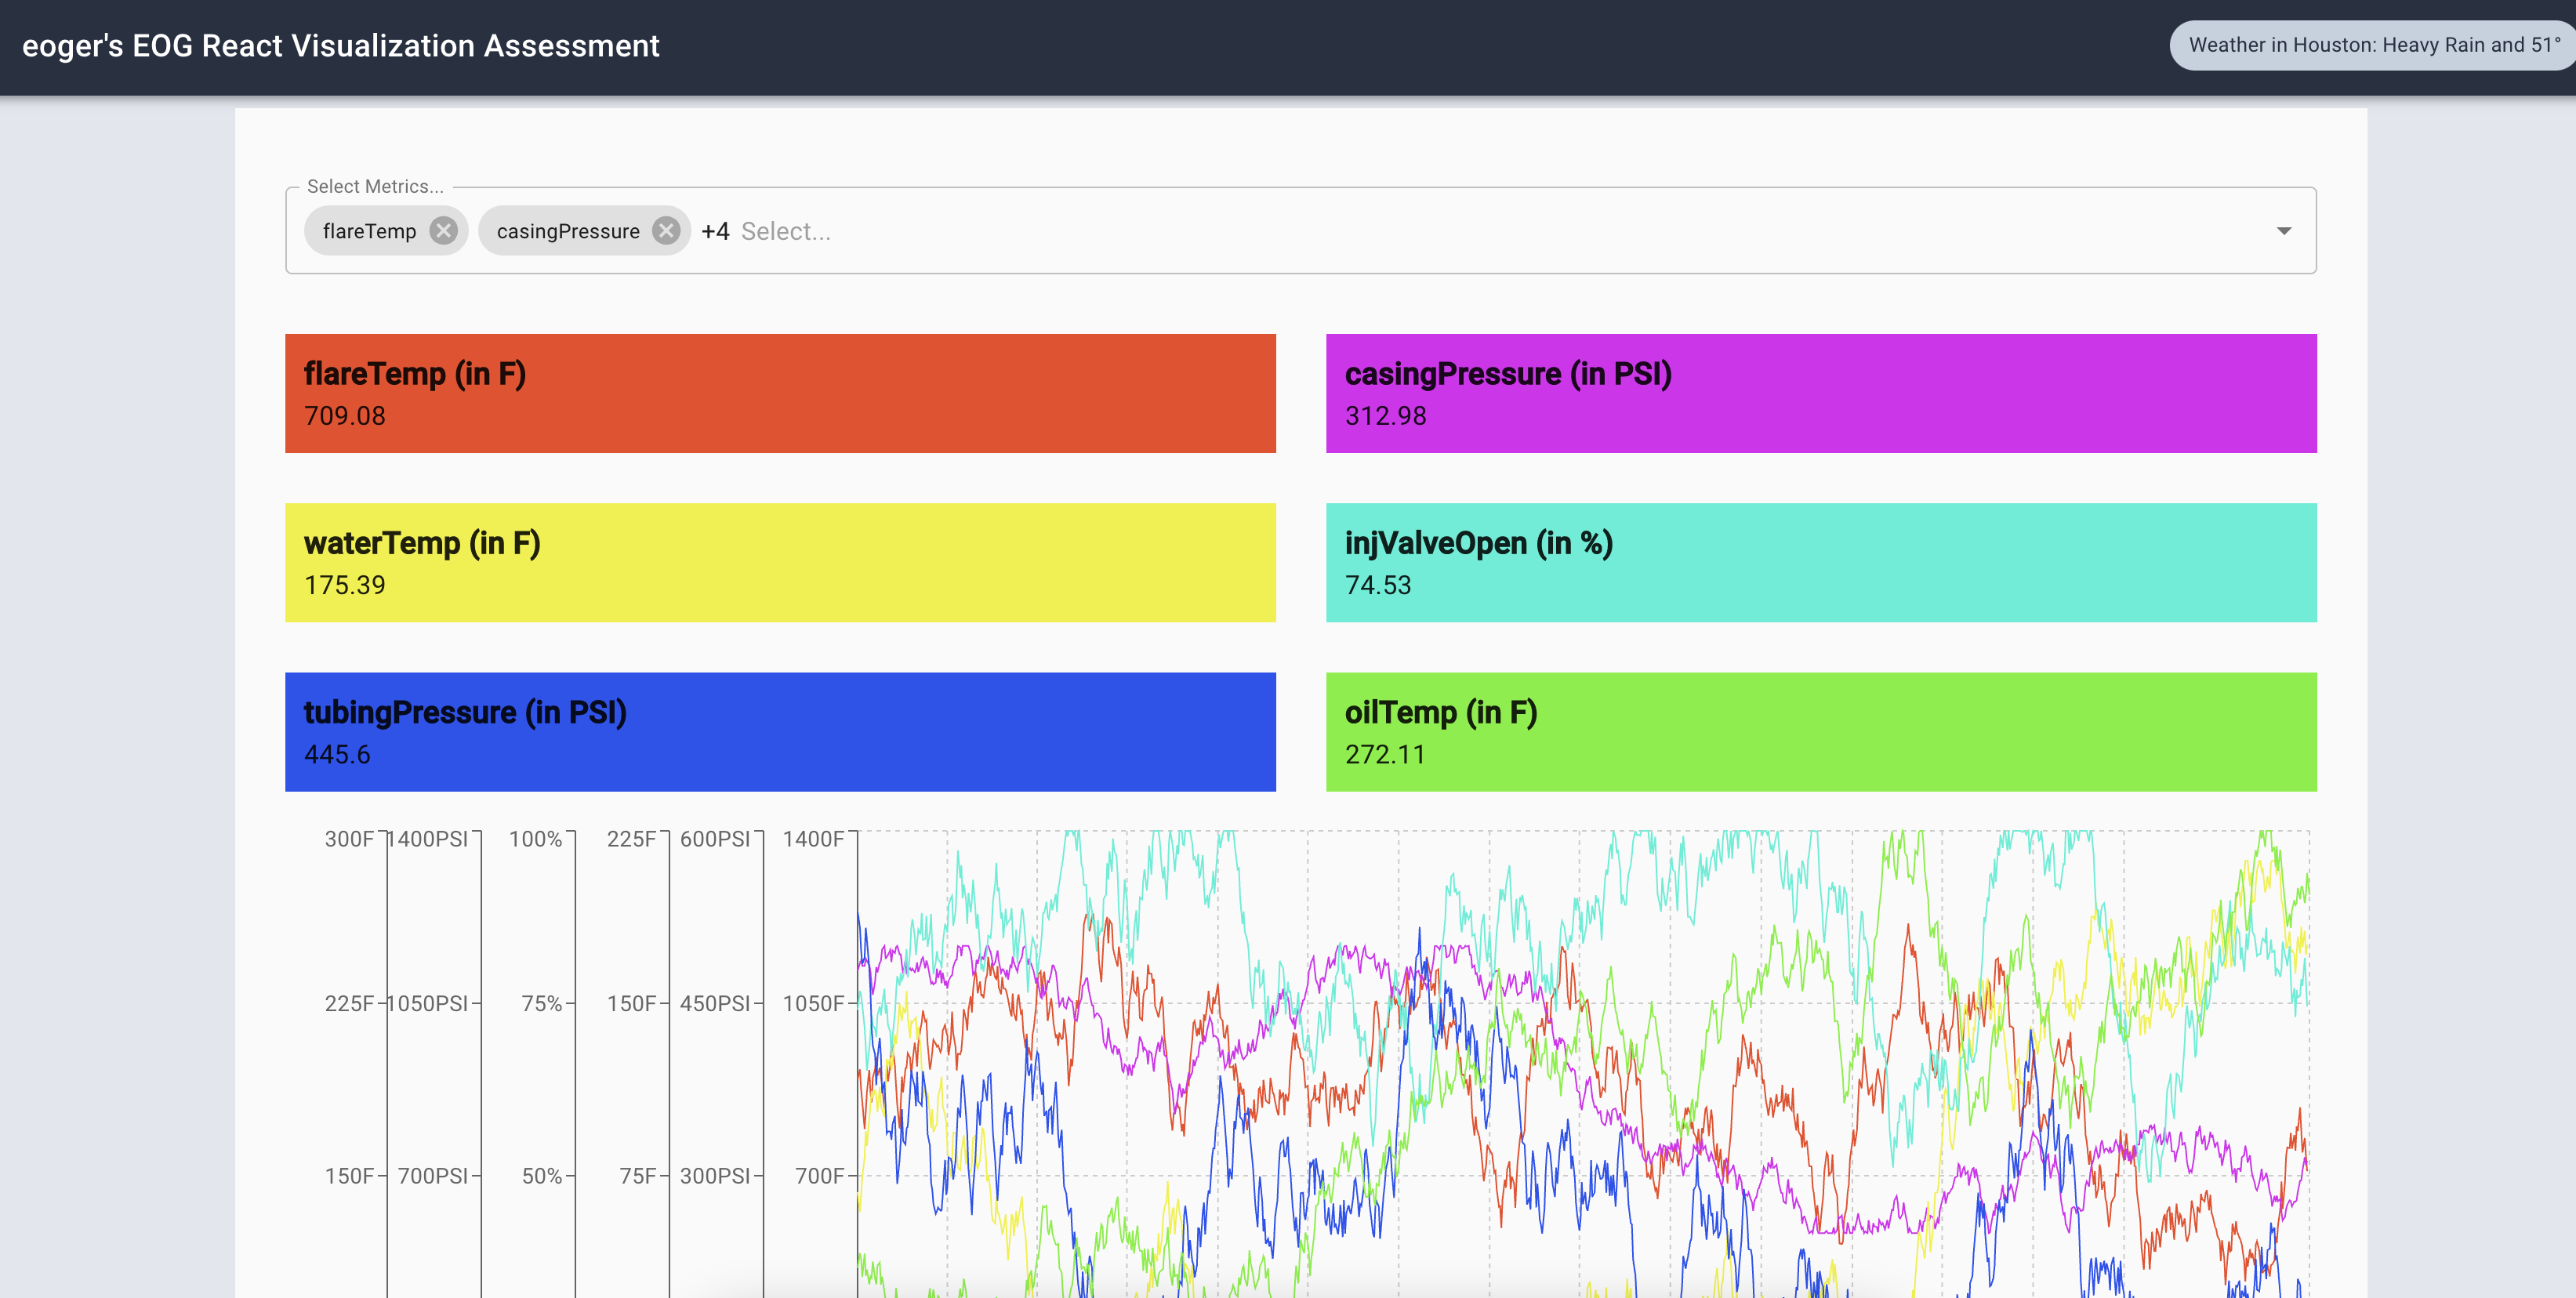 eoger's EOG React Visualization Assessment
Weather in Houston: Heavy Rain and 51°
Select Metrics...
flareTemp casingPressure +4 Select...
flareTemp (in F)
709.08
casingPressure (in PSI)
312.98
waterTemp (in F)
175.39
injValveOpen (in %)
74.53
tubingPressure (in PSI)
445.6
oilTemp (in F)
272.11
300F 1400PSI 100% 225F 600PSI 1400F
225F 1050PSI 75% 150F 450PSI 1050F
150F 700PSI 50% 75F 300PSI 700F